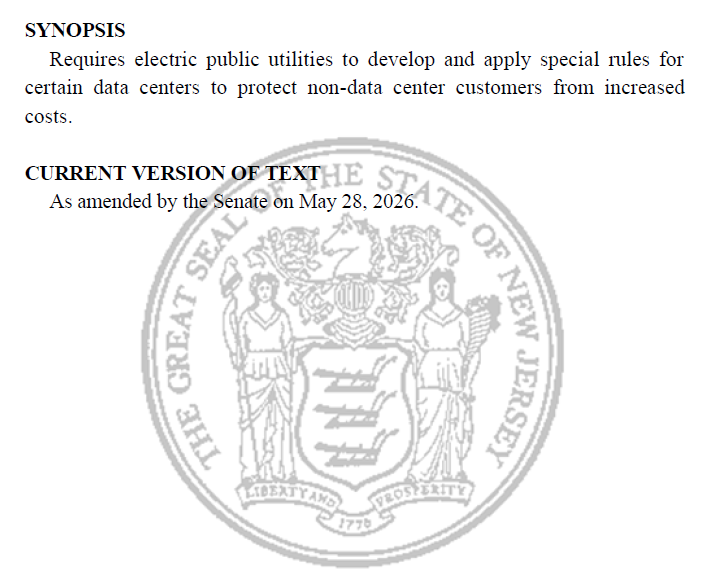 SYNOPSIS
Requires electric public utilities to develop and apply special rules for
certain data centers to protect non-data center customers from increased
costs.
CURRENT VERSION OF TEXT
As amended by the Senate on May 28, 2026.
THE GREAT SEAL OF THE STATE OF NEW JERSEY
LIBERTY AND PROSPERITY
1776